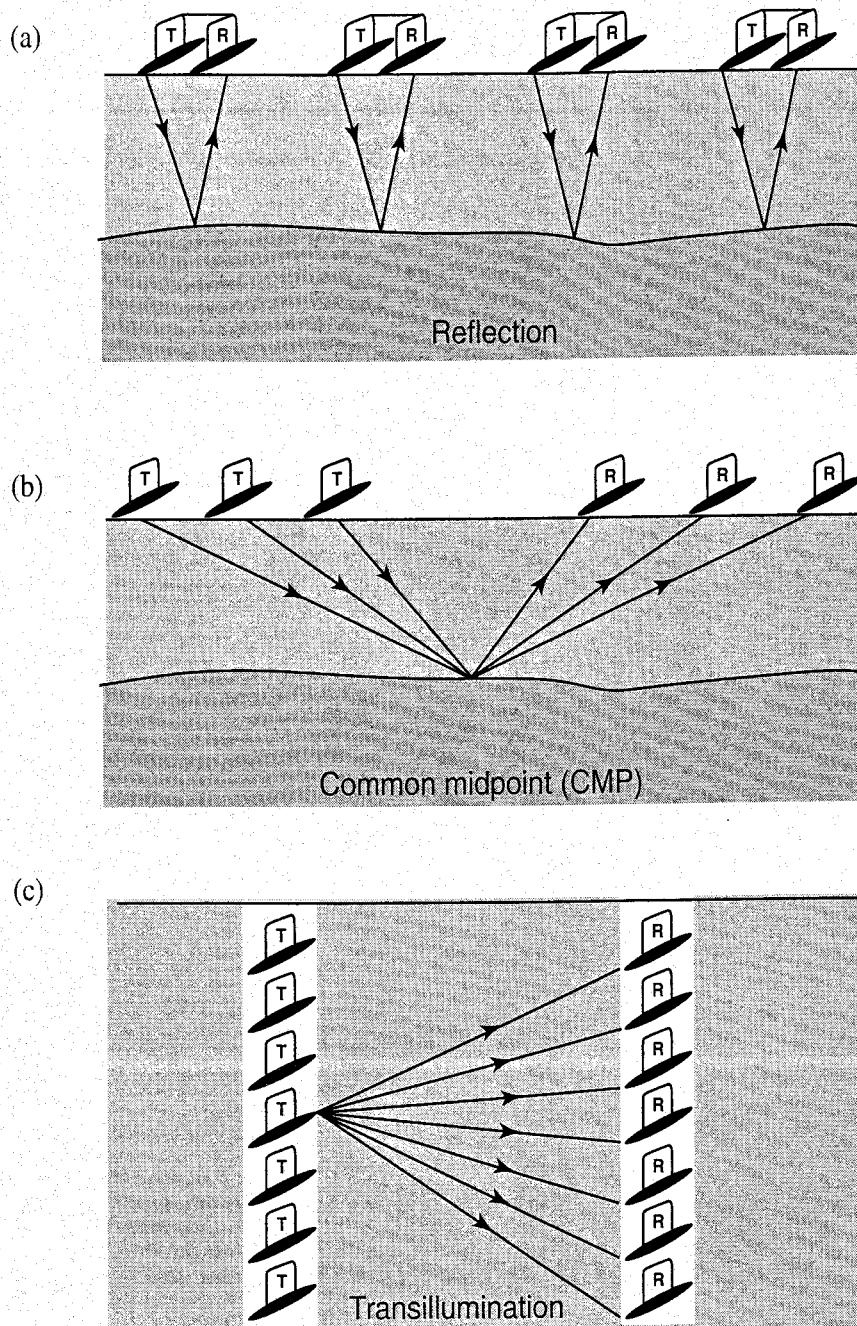 (a)
T R T R T R T R
Reflection
(b)
T T T R R R
Common midpoint (CMP)
(c)
T R
T R
T R
T R
T R
T R
T R
Transillumination